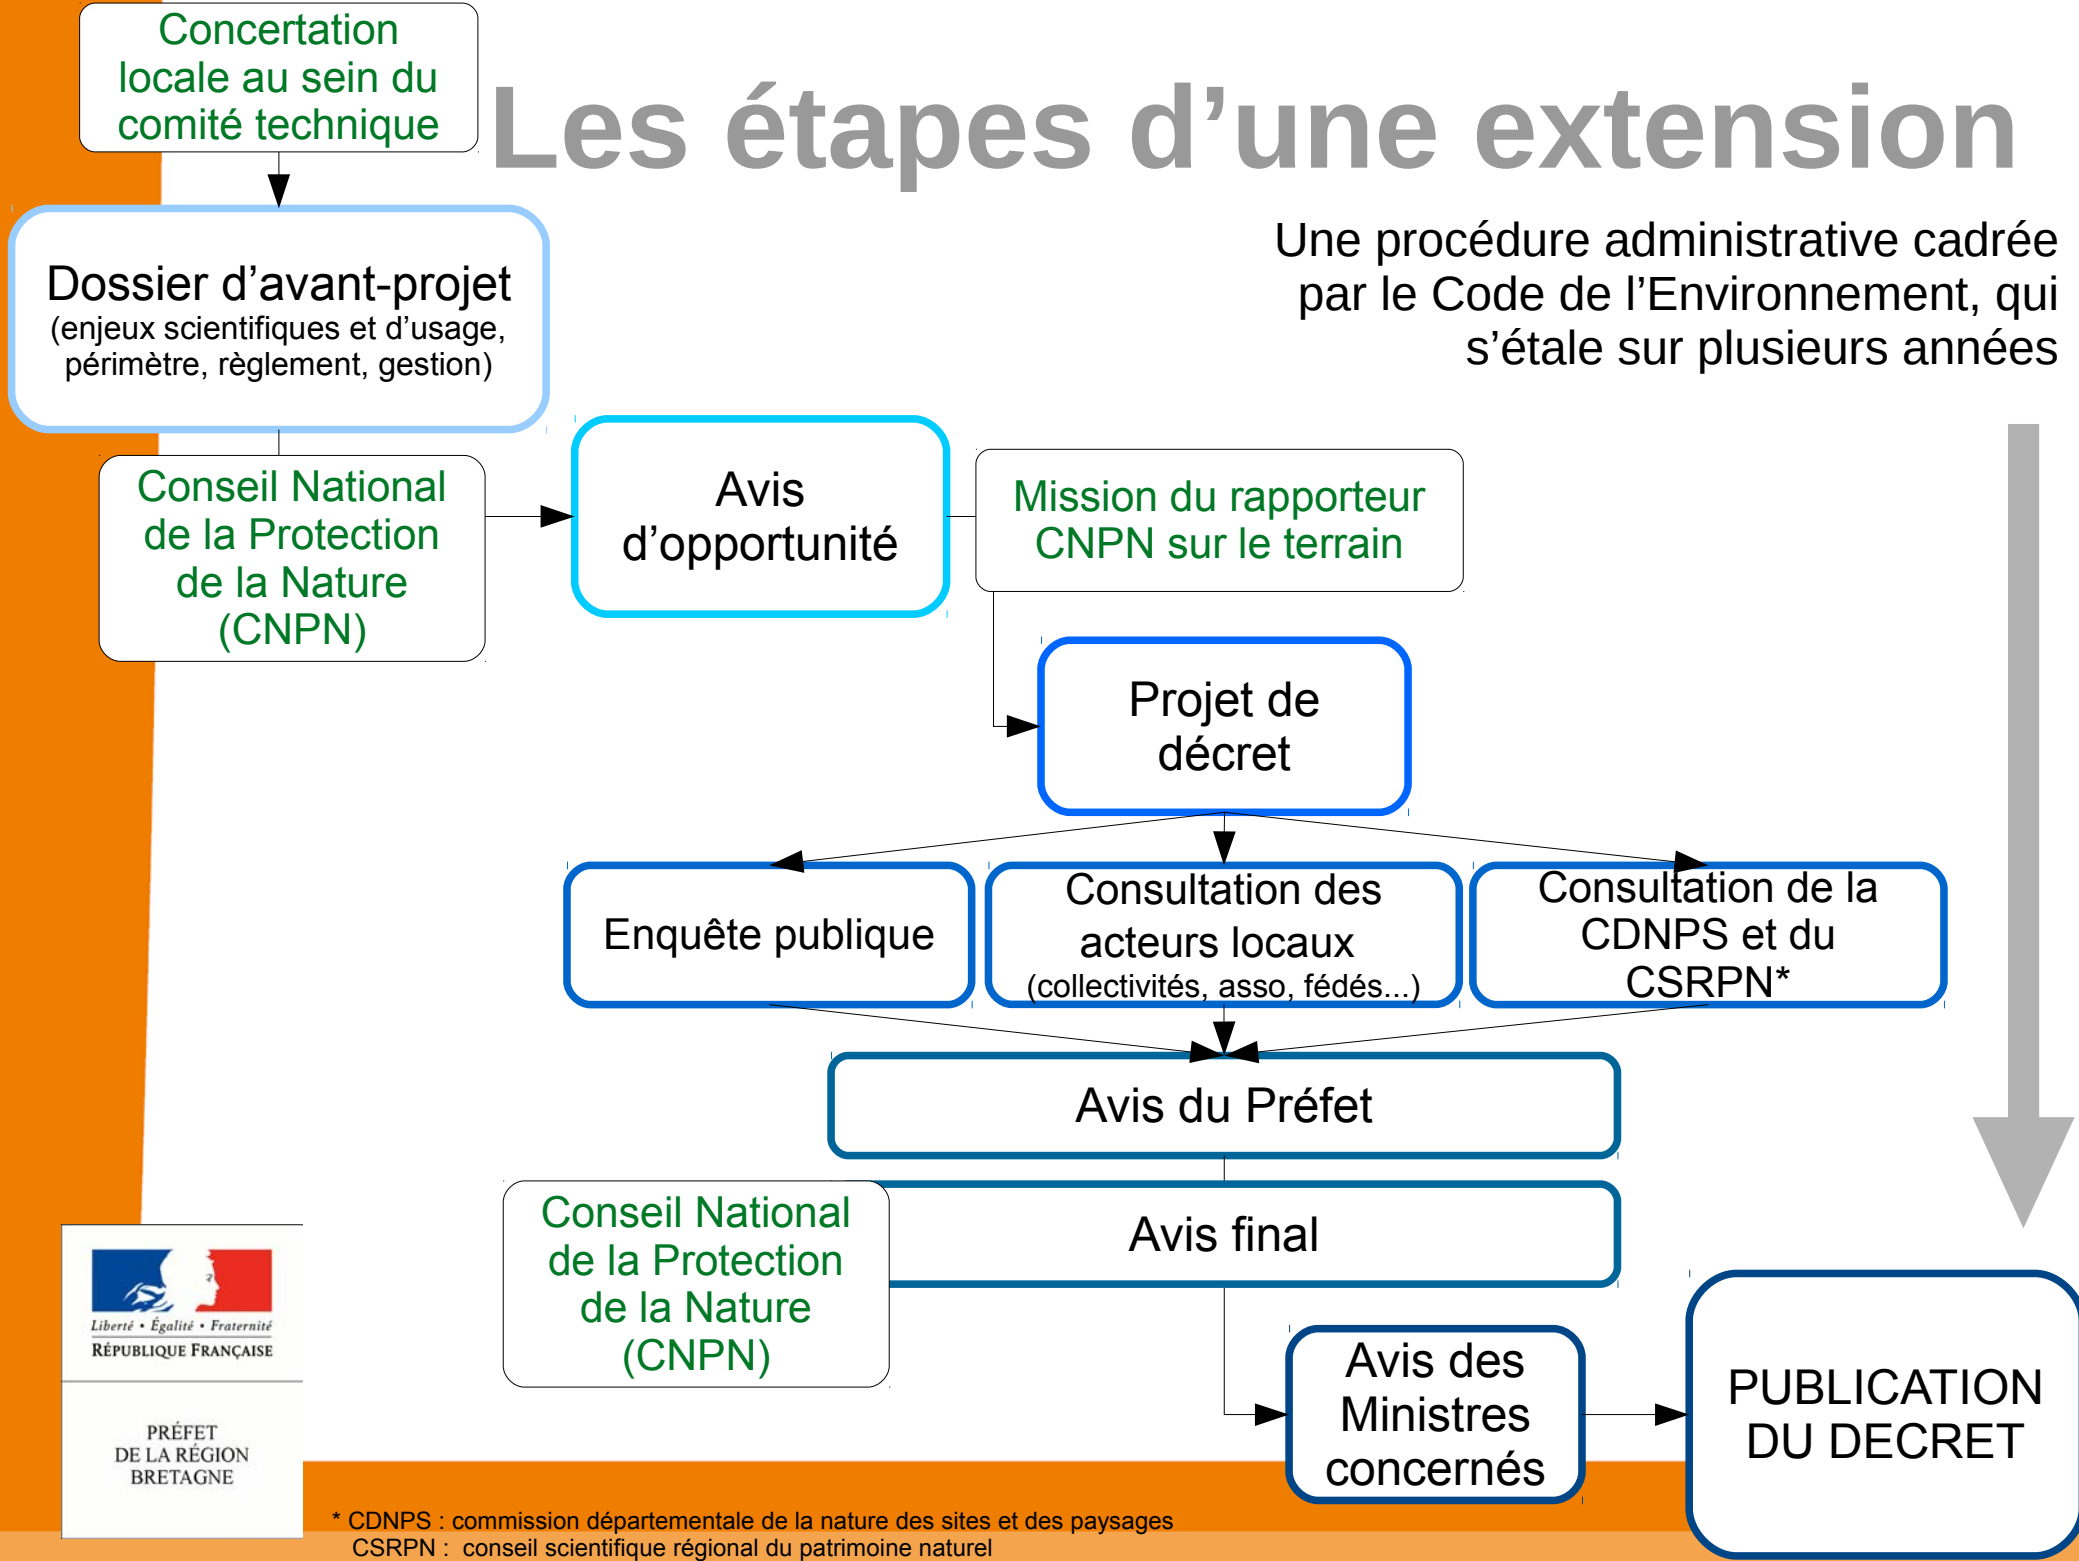 Concertation
locale au sein du
comité technique
Les étapes d’une extension
Une procédure administrative cadrée
par le Code de l’Environnement, qui
s’étale sur plusieurs années
Dossier d’avant-projet
(enjeux scientifiques et d’usage,
périmètre, règlement, gestion)
Conseil National
de la Protection
de la Nature
(CNPN)
Avis
d’opportunité
Mission du rapporteur
CNPN sur le terrain
Projet de
décret
Enquête publique
Consultation des
acteurs locaux
(collectivités, asso, fédés...)
Consultation de la
CDNPS et du
CSRPN*
Avis du Préfet
Conseil National
de la Protection
de la Nature
(CNPN)
Avis final
Avis des
Ministres
concernés
PUBLICATION
DU DECRET
Liberté • Égalité • Fraternité
RÉPUBLIQUE FRANÇAISE
PRÉFET
DE LA RÉGION
BRETAGNE
* CDNPS : commission départementale de la nature des sites et des paysages
CSRPN : conseil scientifique régional du patrimoine naturel